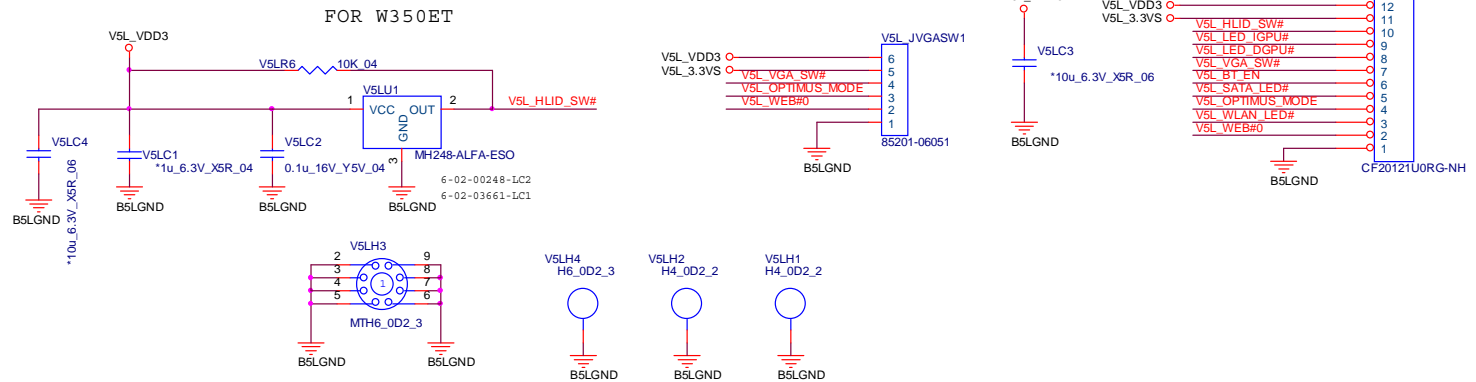 FOR W350ET
V5L_VDD3
V5LR6
10K_04
V5LU1
1
2
VCC OUT
GND
3
V5L_HLID_SW#
MH248-ALFA-ESO
6-02-00248-LC2
6-02-03661-LC1
V5LC4
*10u_6.3V_X5R_06
B5LGND
V5LC1
*1u_6.3V_X5R_04
B5LGND
V5LC2
0.1u_16V_Y5V_04
B5LGND
B5LGND
V5L_JVGASW1
V5L_VDD3
6
V5L_3.3VS
5
V5L_VGA_SW#
4
V5L_OPTIMUS_MODE
3
V5L_WEB#0
2
1
85201-06051
B5LGND
V5LC3
*10u_6.3V_X5R_06
B5LGND
V5L_VDD3
12
V5L_3.3VS
11
V5L_HLID_SW#
10
V5L_LED_IGPU#
9
V5L_LED_DGPU#
8
V5L_VGA_SW#
7
V5L_BT_EN
6
V5L_SATA_LED#
5
V5L_OPTIMUS_MODE
4
V5L_WLAN_LED#
3
V5L_WEB#0
2
1
B5LGND
CF20121U0RG-NH
V5LH3
2
9
3
8
4
1
7
5
6
MTH6_0D2_3
B5LGND
B5LGND
V5LH4
H6_0D2_3
B5LGND
V5LH2
H4_0D2_2
B5LGND
V5LH1
H4_0D2_2
B5LGND